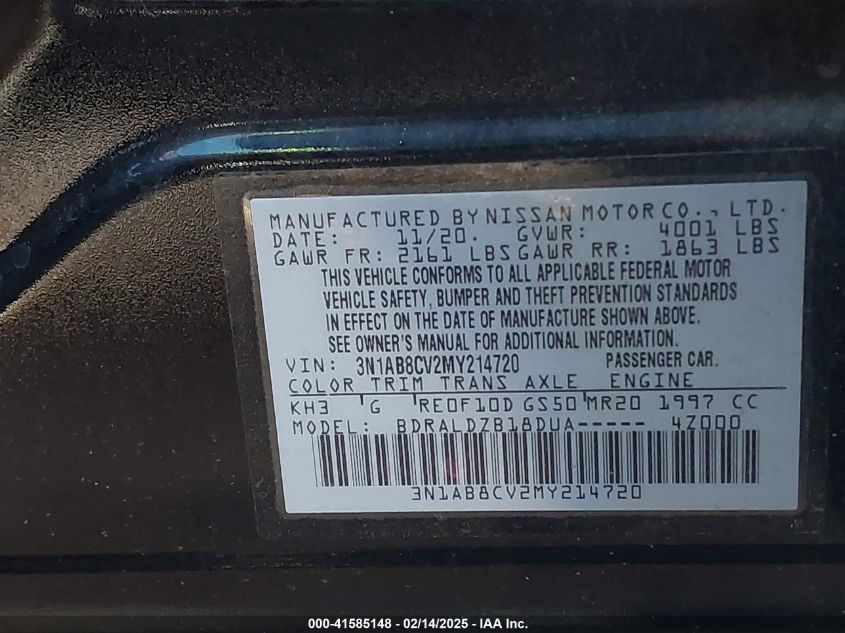 MANUFACTURED BY NISSAN MOTOR CO., LTD.
DATE: 11/20. GVWR: 4001 LBS
GAWR FR: 2161 LBS GAWR RR: 1863 LBS
THIS VEHICLE CONFORMS TO ALL APPLICABLE FEDERAL MOTOR
VEHICLE SAFETY, BUMPER AND THEFT PREVENTION STANDARDS
IN EFFECT ON THE DATE OF MANUFACTURE SHOWN ABOVE.
SEE OWNER'S MANUAL FOR ADDITIONAL INFORMATION.
VIN: 3N1AB8CV2MY214720 PASSENGER CAR.
COLOR TRIM TRANS AXLE ENGINE
KH3 G RE0F10D GS50 MR20 1997 CC
MODEL: BDRALDZB18DUA----- 4Z000
3N1AB8CV2MY214720
000-41585148 - 02/14/2025 - IAA Inc.